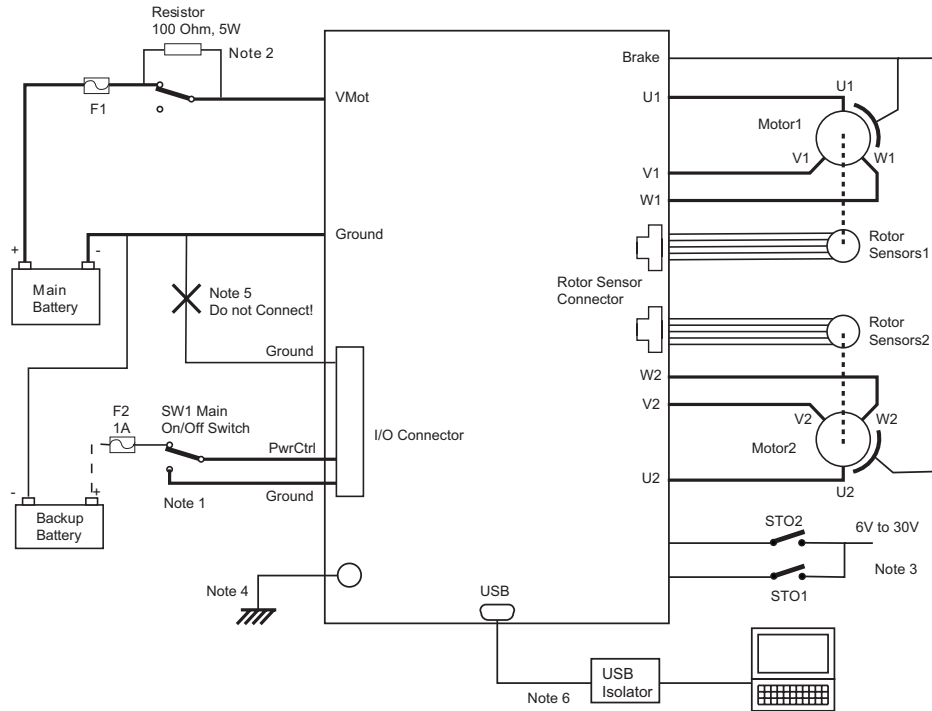 Resistor
100 Ohm, 5W
Note 2
F1
VMot
Brake
U1
U1
Motor1
V1
W1
V1
W1
+
-
Main
Battery
Ground
Note 5
Do not Connect!
Rotor Sensor
Connector
Rotor
Sensors1
Rotor
Sensors2
Ground
F2
1A
SW1 Main
On/Off Switch
PwrCtrl
I/O Connector
Note 1
Ground
W2
V2
V2
W2
Motor2
U2
U2
-
+
Backup
Battery
STO2
6V to 30V
Note 3
STO1
Note 4
USB
USB
Isolator
Note 6